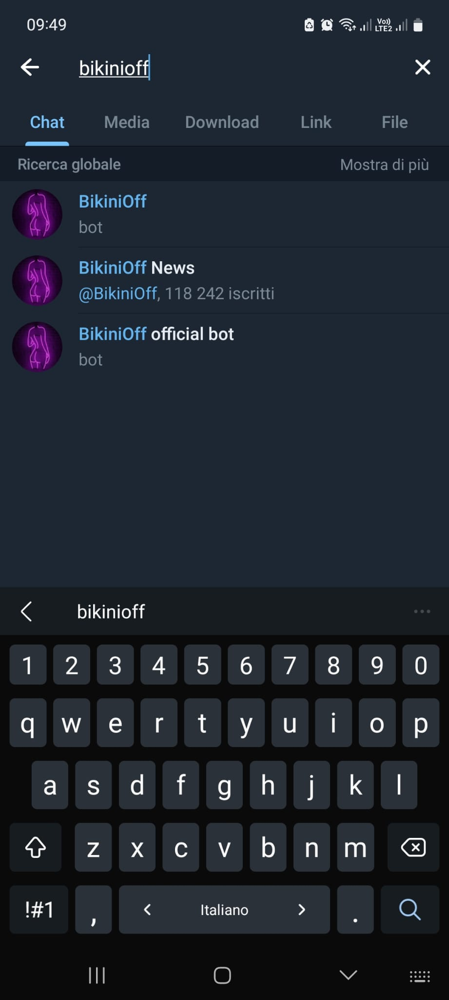 09:49
Vo)) LTE2
bikinioff
Chat Media Download Link File
Ricerca globale Mostra di più
BikiniOff
bot
BikiniOff News
@BikiniOff, 118 242 iscritti
BikiniOff official bot
bot
bikinioff
1 2 3 4 5 6 7 8 9 0
q w e r t y u i o p
a s d f g h j k l
z x c v b n m
!#1 , Italiano .